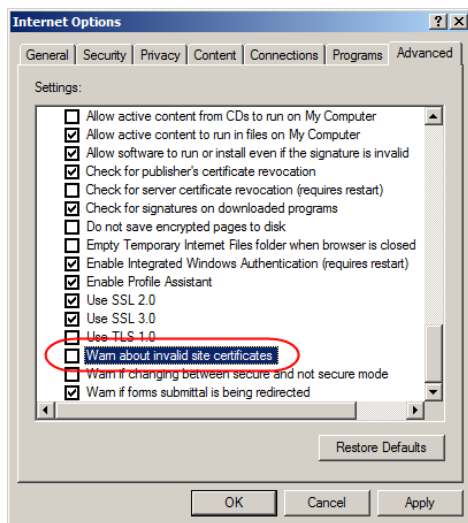 Internet Options
General Security Privacy Content Connections Programs Advanced
Settings:
Allow active content from CDs to run on My Computer
Allow active content to run in files on My Computer
Allow software to run or install even if the signature is invalid
Check for publisher's certificate revocation
Check for server certificate revocation (requires restart)
Check for signatures on downloaded programs
Do not save encrypted pages to disk
Empty Temporary Internet Files folder when browser is closed
Enable Integrated Windows Authentication (requires restart)
Enable Profile Assistant
Use SSL 2.0
Use SSL 3.0
Use TLS 1.0
Warn about invalid site certificates
Warn if changing between secure and not secure mode
Warn if forms submittal is being redirected
Restore Defaults
OK Cancel Apply